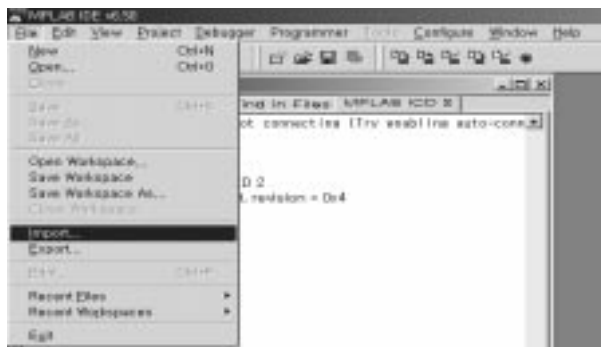 MPLAB IDE v6.50
File Edit View Project Debugger Programmer Tools Configure Window Help
New Ctrl+N
Open... Ctrl+O
Close
Save Ctrl+S
Save As...
Save All
Open Workspace...
Save Workspace
Save Workspace As...
Close Workspace
Import...
Export...
Print... Ctrl+P
Recent Files
Recent Workspaces
Exit
ind in Files MPLAB ICD 2
ot connecting (Try enabling auto-conn
D 2
t, revision = 0x4